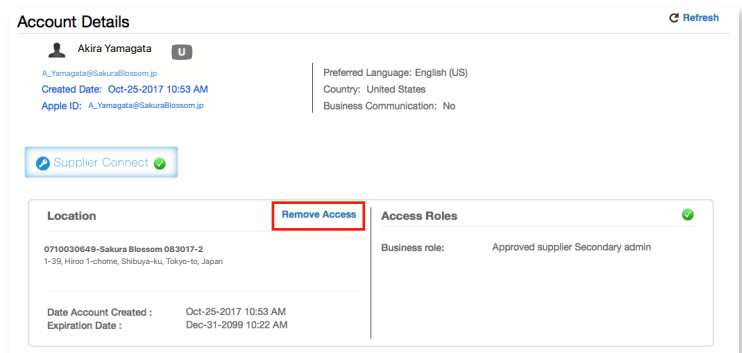 Account Details
Refresh
Akira Yamagata U
A_Yamagata@SakuraBlossom.jp
Created Date: Oct-25-2017 10:53 AM
Apple ID: A_Yamagata@SakuraBlossom.jp
Preferred Language: English (US)
Country: United States
Business Communication: No
Supplier Connect
Location
Remove Access
0710030649-Sakura Blossom 083017-2
1-39, Hiroo 1-chome, Shibuya-ku, Tokyo-to, Japan
Date Account Created : Oct-25-2017 10:53 AM
Expiration Date : Dec-31-2099 10:22 AM
Access Roles
Business role: Approved supplier Secondary admin